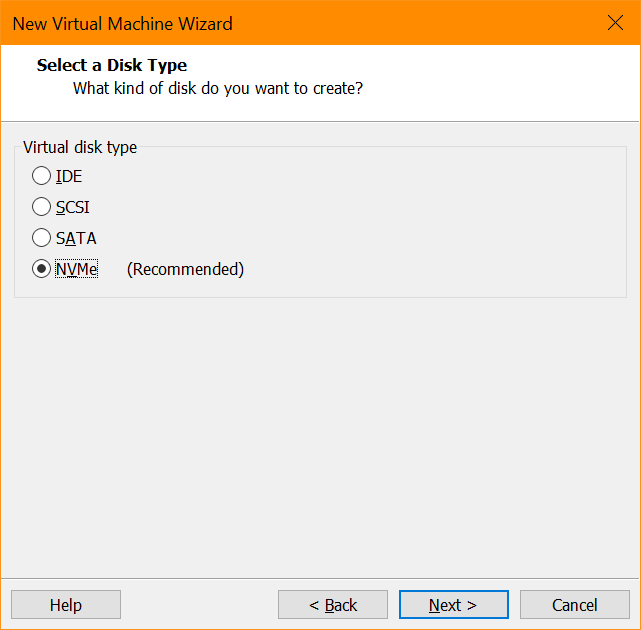 New Virtual Machine Wizard
Select a Disk Type
What kind of disk do you want to create?
Virtual disk type
IDE
SCSI
SATA
NVMe (Recommended)
Help < Back Next > Cancel